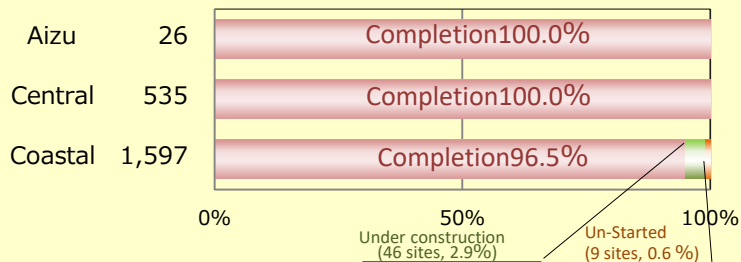 Aizu 26 Completion100.0%
Central 535 Completion100.0%
Coastal 1,597 Completion96.5%
0% 50% 100%
Under construction
(46 sites, 2.9%)
Un-Started
(9 sites, 0.6 %)